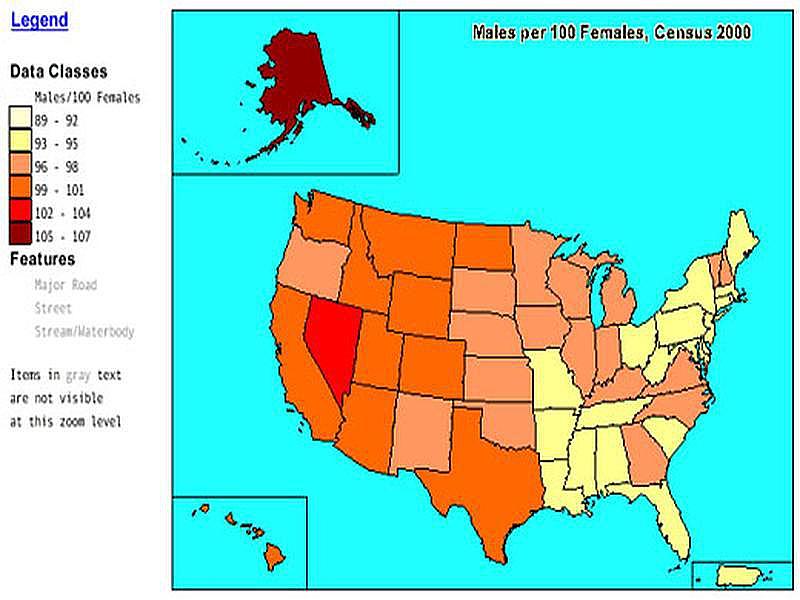 Legend
Males per 100 Females, Census 2000
Data Classes
Males/100 Females
89 - 92
93 - 95
96 - 98
99 - 101
102 - 104
105 - 107
Features
Major Road
Street
Stream/Waterbody
Items in gray text
are not visible
at this zoom level